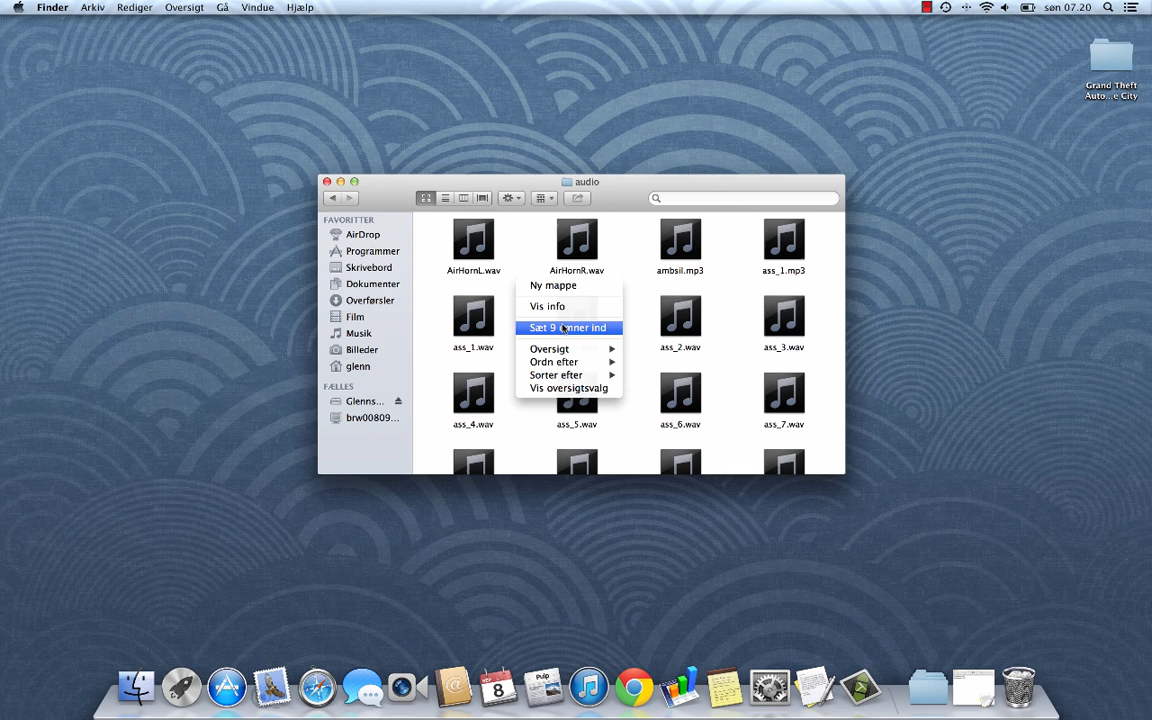 Finder Arkiv Rediger Oversigt Gå Vindue Hjælp søn 07.20
Grand Theft
Auto...e City
audio
FAVORITTER
AirDrop
Programmer
Skrivebord
Dokumenter
Overførsler
Film
Musik
Billeder
glenn
FÆLLES
Glenns...
brw00809...
AirHornL.wav AirHornR.wav ambsil.mp3 ass_1.mp3
Ny mappe
Vis info
Sæt 9 ind
Oversigt
Ordn efter
Sorter efter
Vis oversigtsvalg
ass_1.wav ass_2.wav ass_3.wav
ass_4.wav ass_5.wav ass_6.wav ass_7.wav
SEP
8
Pulp